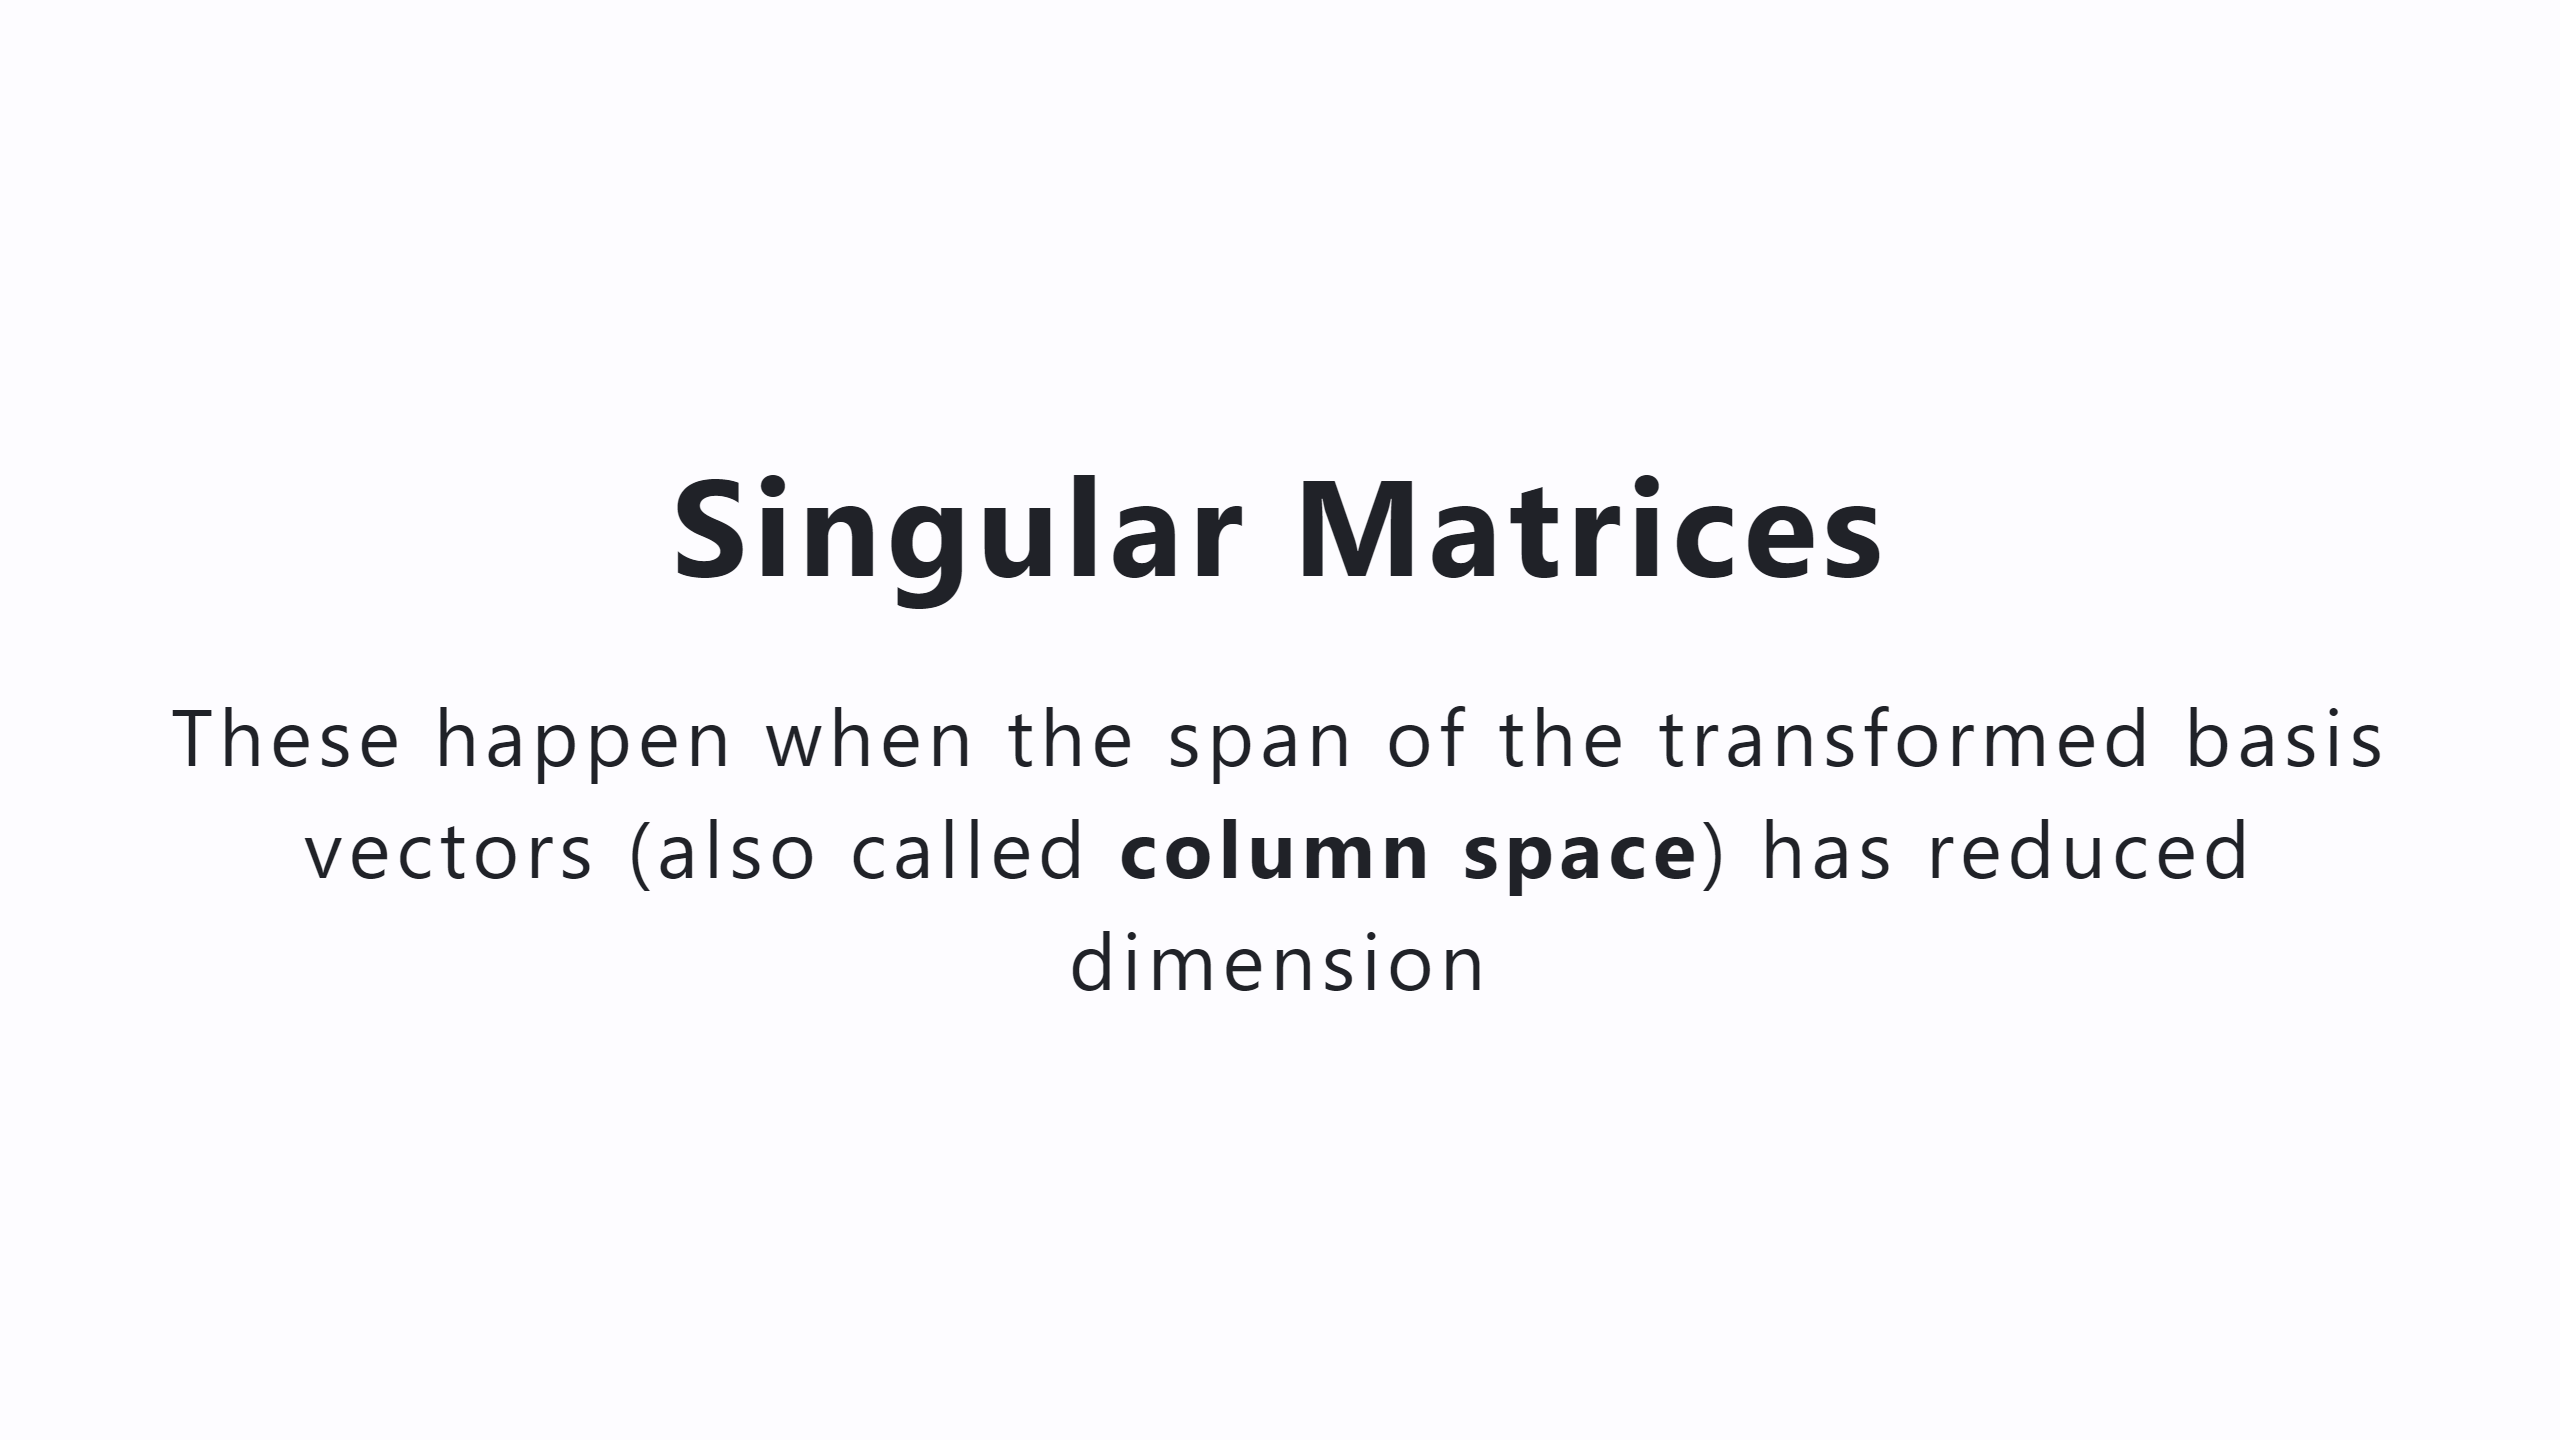 Singular Matrices
These happen when the span of the transformed basis
vectors (also called column space) has reduced
dimension